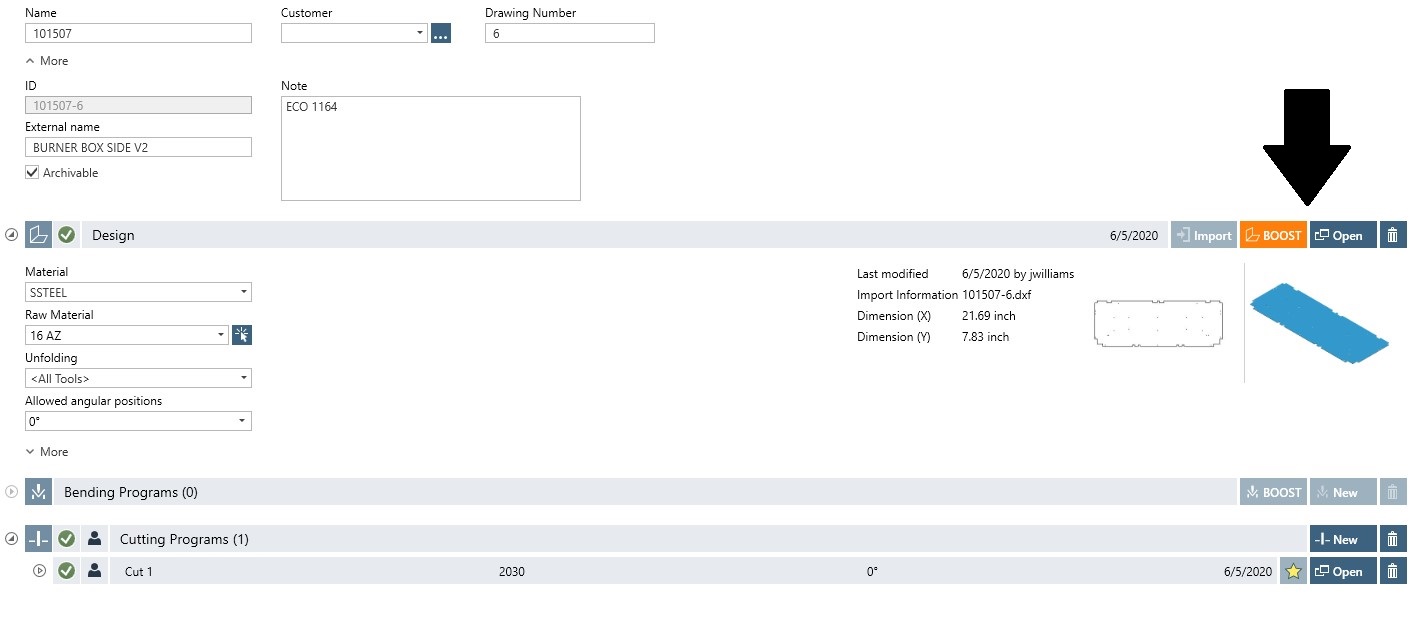 Name Customer Drawing Number
101507 ... 6
More
ID Note
101507-6 ECO 1164
External name
BURNER BOX SIDE V2
Archivable
Design 6/5/2020 Import BOOST Open
Material Last modified 6/5/2020 by jwilliams
SSTEEL Import Information 101507-6.dxf
Raw Material Dimension (X) 21.69 inch
16 AZ Dimension (Y) 7.83 inch
Unfolding
<All Tools>
Allowed angular positions
0°
More
Bending Programs (0) BOOST New
Cutting Programs (1) New
Cut 1 2030 0° 6/5/2020 Open